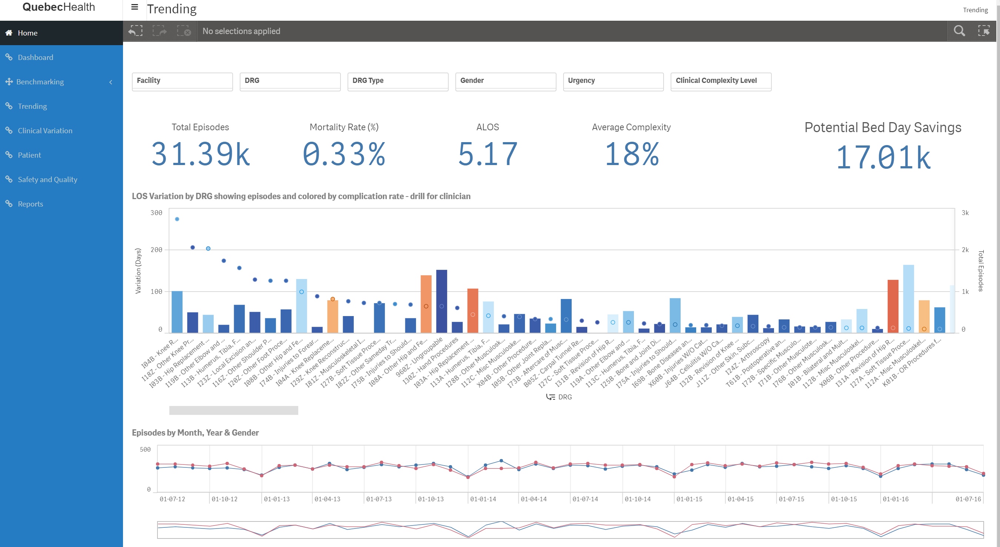 QuebecHealth
Trending
Trending
Home
No selections applied
Dashboard
Benchmarking
Trending
Clinical Variation
Patient
Safety and Quality
Reports
Facility
DRG
DRG Type
Gender
Urgency
Clinical Complexity Level
Total Episodes
31.39k
Mortality Rate (%)
0.33%
ALOS
5.17
Average Complexity
18%
Potential Bed Day Savings
17.01k
LOS Variation by DRG showing episodes and colored by complication rate - drill for clinician
Variation (Days)
300
200
100
0
3k
2k
1k
0
Total Episodes
I04B - Knee R...
I18Z - Other Knee Pr...
I03B - Hip Replacement ...
I19B - Other Elbow and ...
I13B - Humerus, Tibia, F...
I23Z - Local Excision an...
I16Z - Other Shoulder P...
I20Z - Other Foot Proce...
I08B - Other Hip and Fe...
I74B - Injuries to Forear...
I04A - Knee Replaceme...
I29Z - Knee Reconstruc...
I81Z - Musculoskeletal I...
I27B - Soft Tissue Proce...
I82Z - Other Sameday Tr...
I75B - Injuries to Should...
I08A - Other Hip and Fe...
960Z - Ungroupable
I30Z - Hand Procedures
I03A - Hip Replacement ...
I13A - Humerus, Tibia, F...
I28B - Other Musculosk...
I12C - Misc Musculoske...
X04B - Other Procedure...
I05B - Other Joint Repla...
I73B - Aftercare of Musc...
B05Z - Carpal Tunnel Re...
I27C - Soft Tissue Proce...
I31B - Revision of Hip R...
I19A - Other Elbow and ...
I13C - Humerus, Tibia, F...
I25B - Bone and Joint Di...
I75A - Injuries to Should...
I69B - Bone Diseases an...
X60B - Injuries W/O Cat...
J64B - Cellulitis W/O Ca...
I32B - Revision of Knee ...
J11Z - Other Skin, Subc...
I24Z - Arthroscopy
T61B - Postoperative an...
I72B - Specific Musculo...
I71B - Other Musculote...
I76B - Other Musculosk...
I01B - Bilateral and Mult...
I12B - Misc Musculoskel...
X06B - Other Procedure...
I31A - Revision of Hip R...
I27A - Soft Tissue Proce...
I12A - Misc Musculoskel...
K01B - OR Procedures f...
DRG
Episodes by Month, Year & Gender
500
0
01-07-12
01-10-12
01-01-13
01-04-13
01-07-13
01-10-13
01-01-14
01-04-14
01-07-14
01-10-14
01-01-15
01-04-15
01-07-15
01-10-15
01-01-16
01-07-16